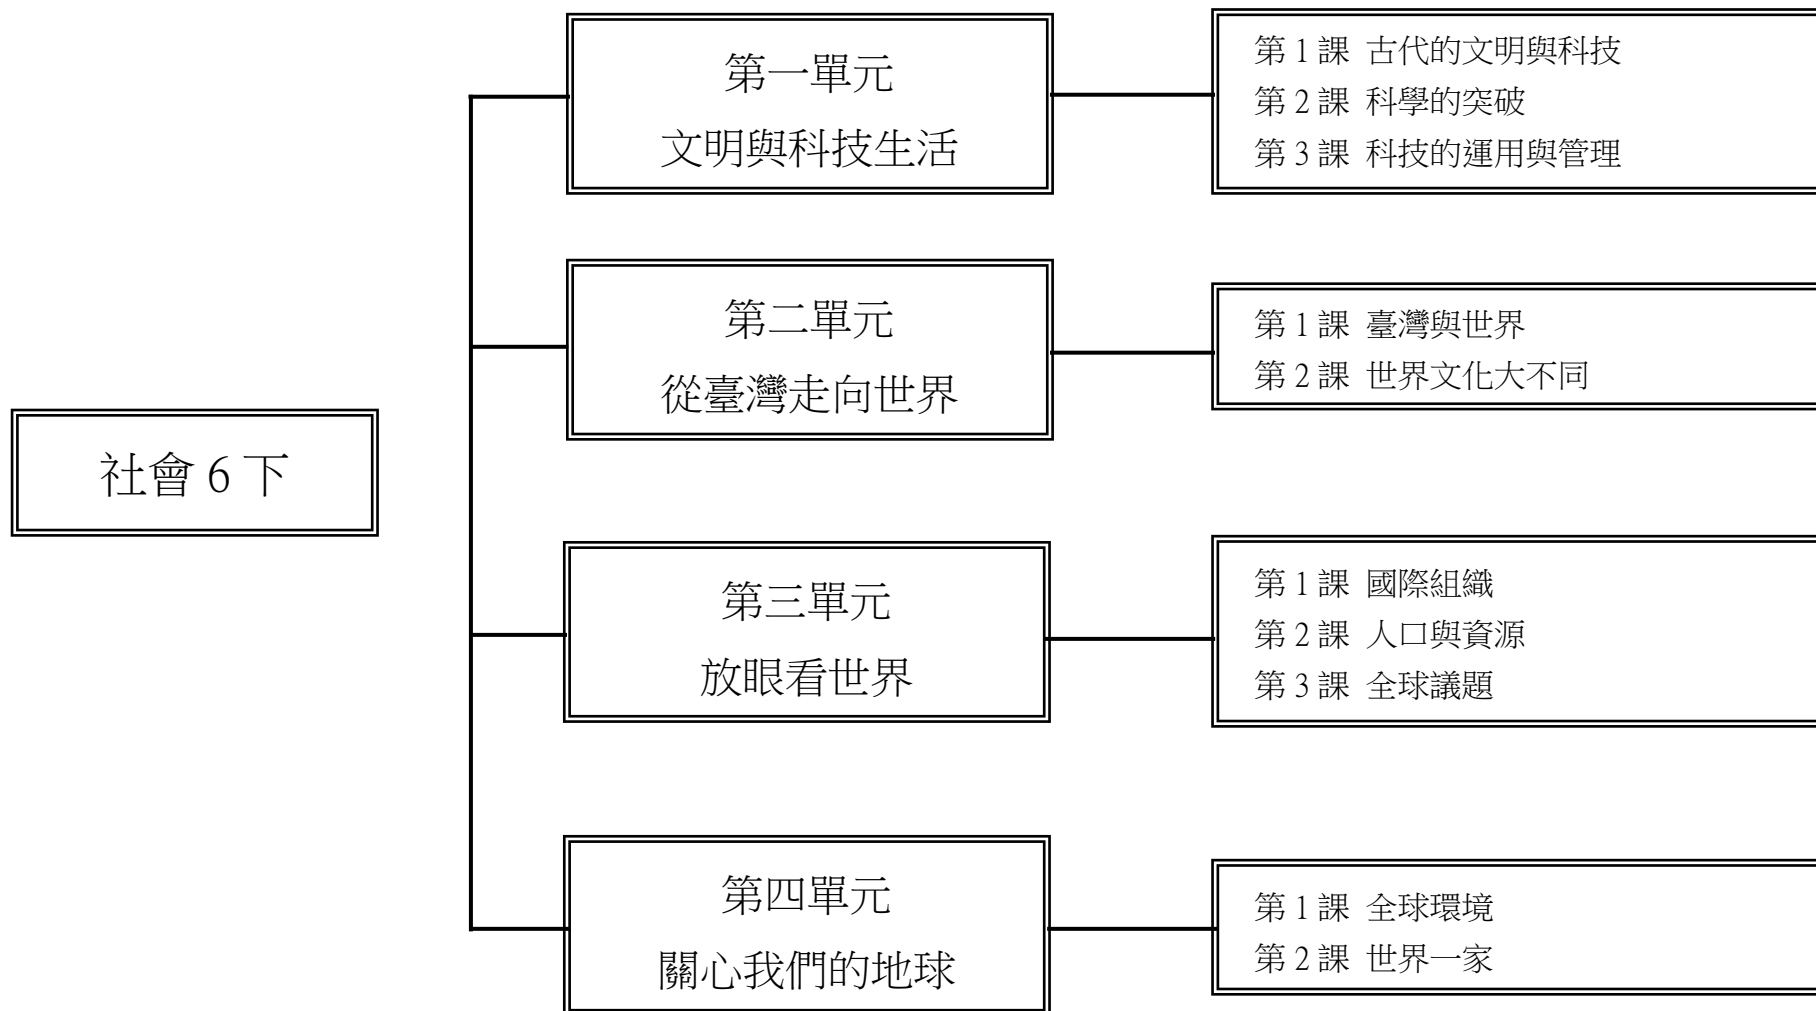 社會 6 下
第一單元
文明與科技生活
第 1 課 古代的文明與科技
第 2 課 科學的突破
第 3 課 科技的運用與管理
第二單元
從臺灣走向世界
第 1 課 臺灣與世界
第 2 課 世界文化大不同
第三單元
放眼看世界
第 1 課 國際組織
第 2 課 人口與資源
第 3 課 全球議題
第四單元
關心我們的地球
第 1 課 全球環境
第 2 課 世界一家